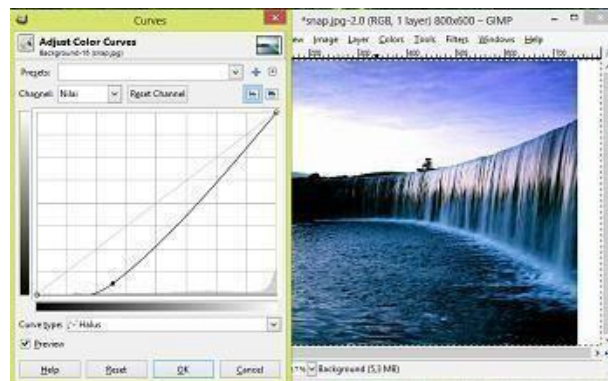 Curves
Adjust Color Curves
Background-16 (snap.jpg)
Presets:
Channel: Nilai Reset Channel
Curve type: Halus
Preview
Help Reset OK Cancel
*snap.jpg-2.0 (RGB, 1 layer) 800x600 – GIMP
Image Layer Colors Tools Filters Windows Help
Background (5,3 MB)